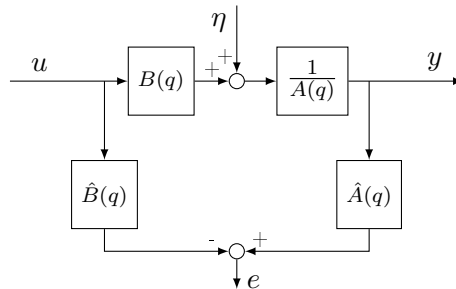 η
u
B(q)
+
+
1
A(q)
y
B̂(q)
Â(q)
-
+
e